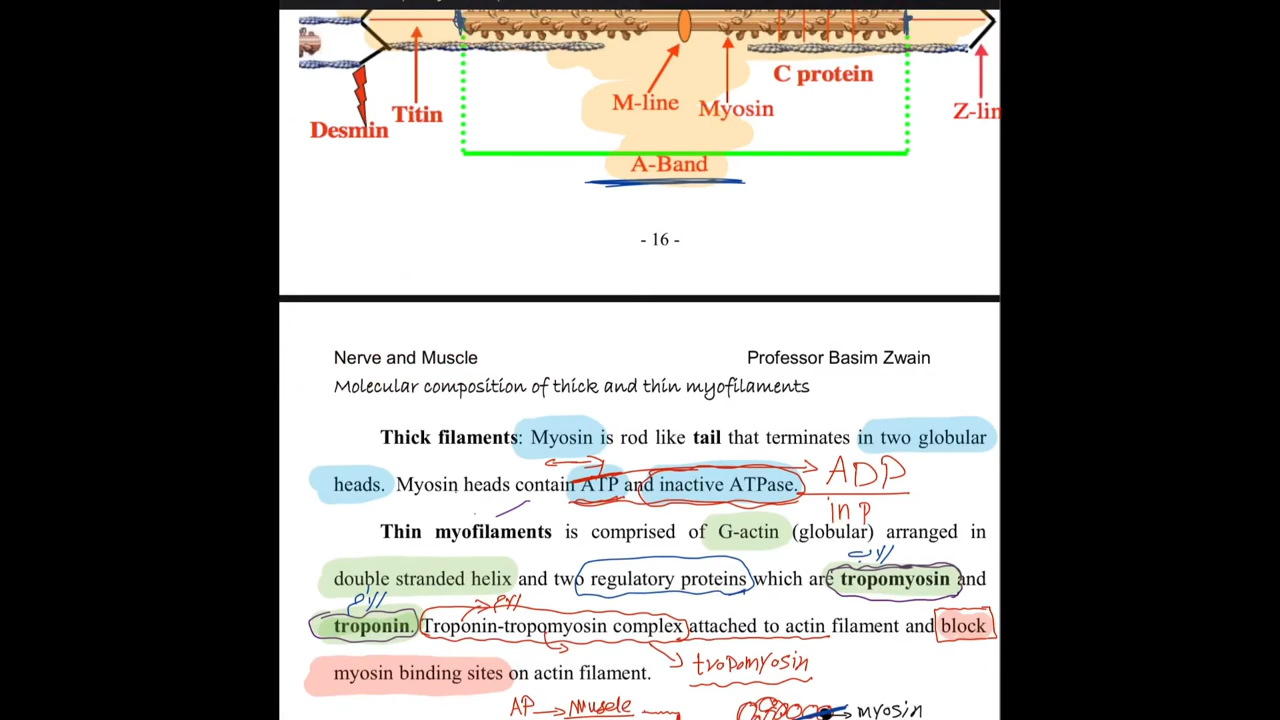 C protein
M-line
Myosin
Titin
Z-lin
Desmin
A-Band
- 16 -
Nerve and Muscle
Professor Basim Zwain
Molecular composition of thick and thin myofilaments
Thick filaments: Myosin is rod like tail that terminates in two globular
heads. Myosin heads contain ATP and inactive ATPase.
ADP
in p
Thin myofilaments is comprised of G-actin (globular) arranged in
double stranded helix and two regulatory proteins which are tropomyosin and
troponin. Troponin-tropomyosin complex attached to actin filament and block
tropomyosin
myosin binding sites on actin filament.
AP Muscle
myosin